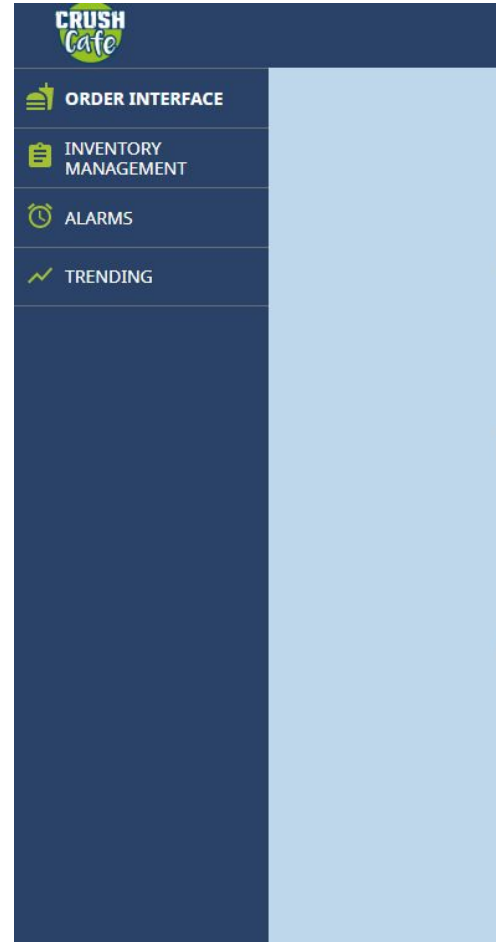 CRUSH
Cafe
ORDER INTERFACE
INVENTORY
MANAGEMENT
ALARMS
TRENDING